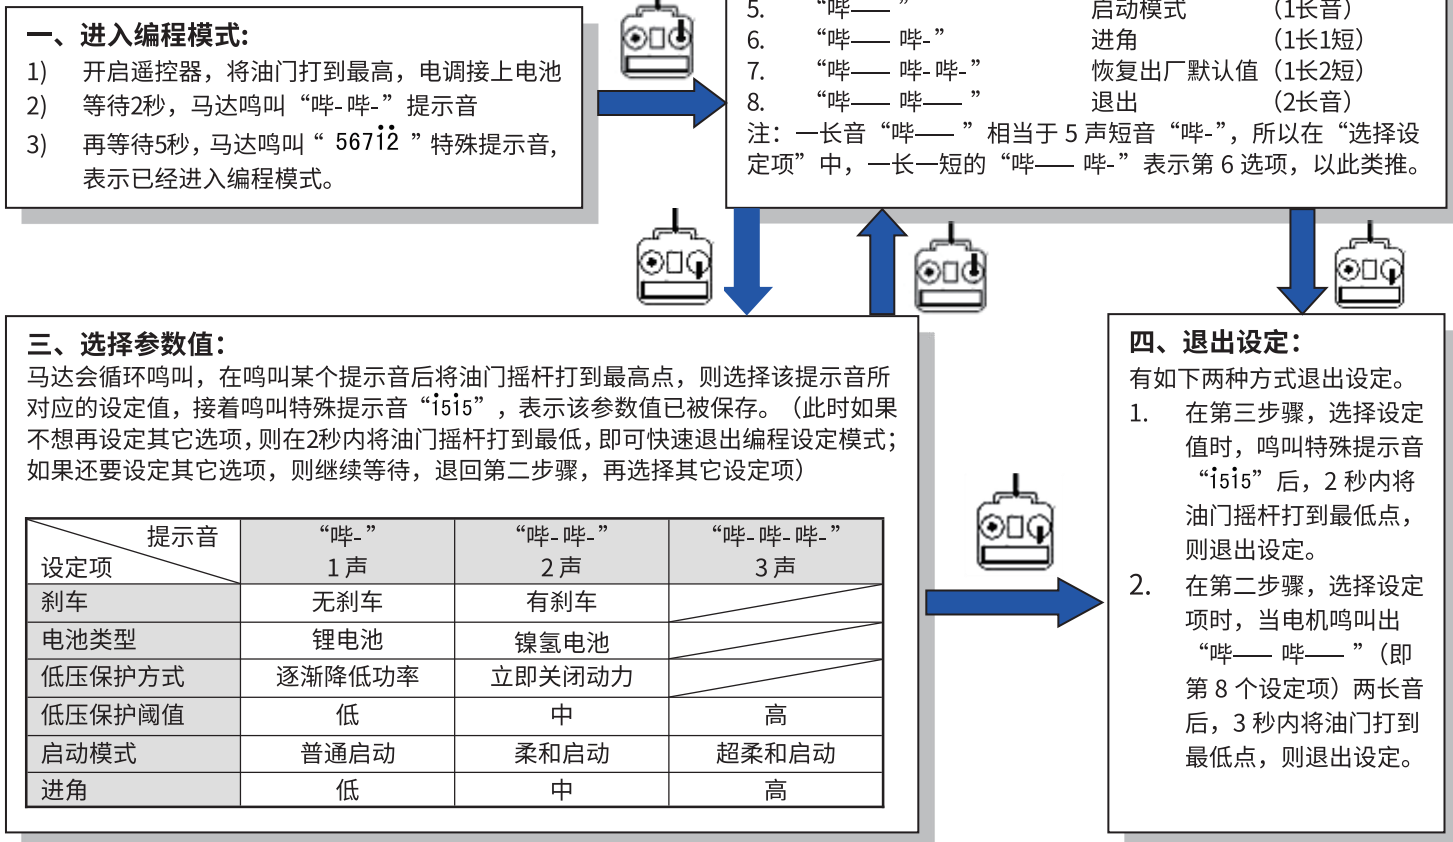 一、进入编程模式:
1) 开启遥控器，将油门打到最高，电调接上电池
2) 等待2秒，马达鸣叫“哔- 哔-”提示音
3) 再等待5秒，马达鸣叫“ 5671̇2̇ ”特殊提示音,
表示已经进入编程模式。
5. “哔—— ” 启动模式 （1长音）
6. “哔—— 哔-” 进角 （1长1短）
7. “哔—— 哔- 哔-” 恢复出厂默认值（1长2短）
8. “哔—— 哔—— ” 退出 （2长音）
注：一长音“哔—— ”相当于 5 声短音“哔-”，所以在“选择设
定项”中，一长一短的“哔—— 哔-”表示第 6 选项，以此类推。
三、选择参数值：
马达会循环鸣叫，在鸣叫某个提示音后将油门摇杆打到最高点，则选择该提示音所
对应的设定值，接着鸣叫特殊提示音“i̇5i̇5”，表示该参数值已被保存。（此时如果
不想再设定其它选项，则在2秒内将油门摇杆打到最低，即可快速退出编程设定模式；
如果还要设定其它选项，则继续等待，退回第二步骤，再选择其它设定项）
提示音 “哔-” “哔- 哔-” “哔- 哔- 哔-”
设定项 1 声 2 声 3 声
刹车 无刹车 有刹车
电池类型 锂电池 镍氢电池
低压保护方式 逐渐降低功率 立即关闭动力
低压保护阈值 低 中 高
启动模式 普通启动 柔和启动 超柔和启动
进角 低 中 高
四、退出设定：
有如下两种方式退出设定。
1. 在第三步骤，选择设定
值时，鸣叫特殊提示音
“i̇5i̇5”后，2 秒内将
油门摇杆打到最低点，
则退出设定。
2. 在第二步骤，选择设定
项时，当电机鸣叫出
“哔—— 哔—— ”（即
第 8 个设定项）两长音
后，3 秒内将油门打到
最低点，则退出设定。